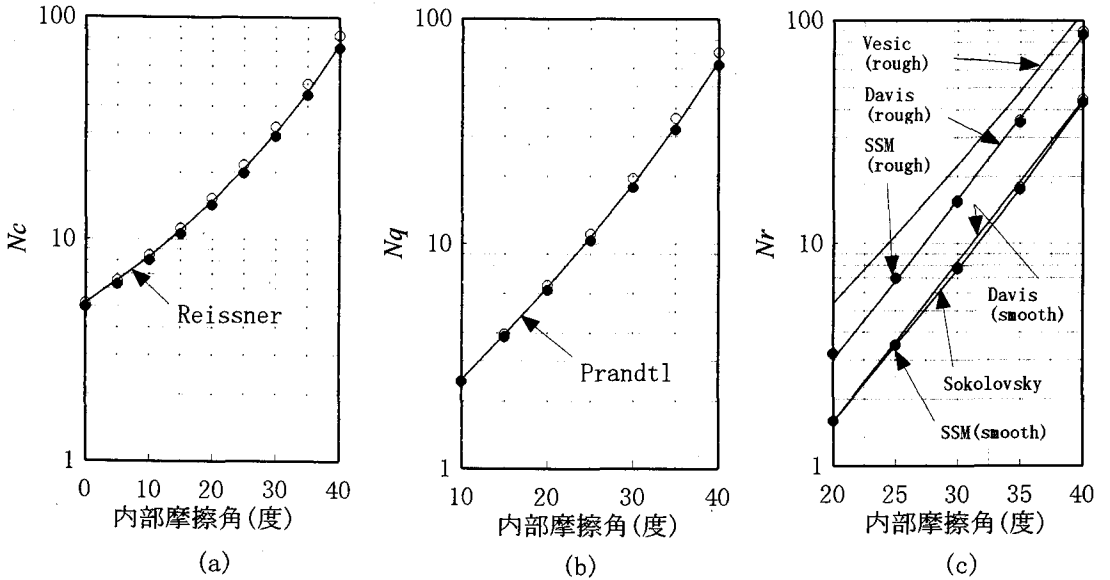 100
10
1
Nc
Reissner
0
10
20
30
40
内部摩擦角(度)
(a)
100
10
1
Nq
Prandtl
10
20
30
40
内部摩擦角(度)
(b)
100
10
1
Nr
Vesic
(rough)
Davis
(rough)
SSM
(rough)
Davis
(smooth)
Sokolovsky
SSM(smooth)
20
25
30
35
40
内部摩擦角(度)
(c)